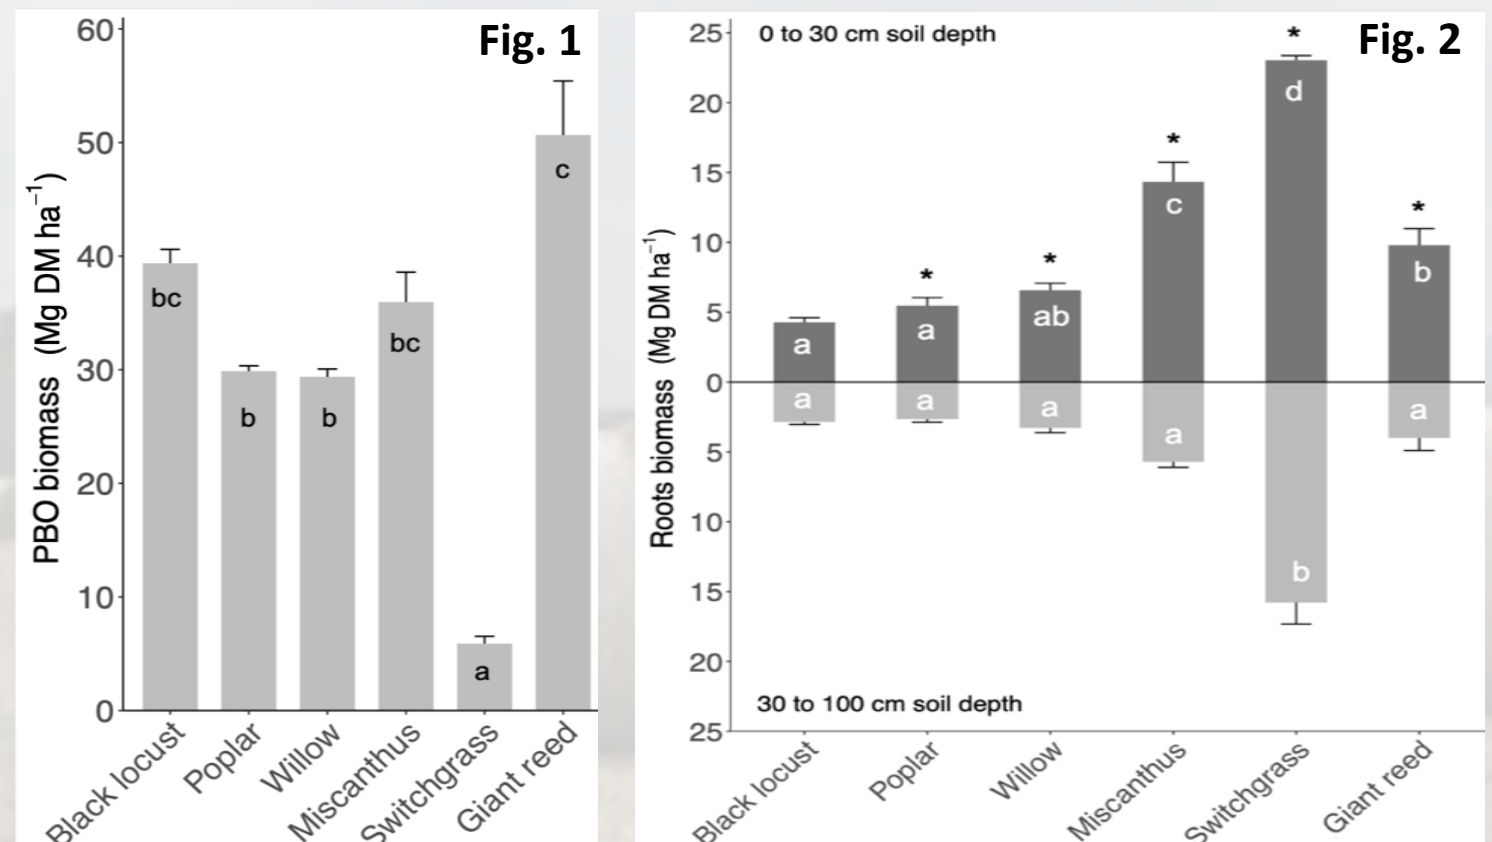 Fig. 1
PBO biomass (Mg DM ha⁻¹)
60
50
40
30
20
10
0
bc
b
b
bc
a
c
Black locust
Poplar
Willow
Miscanthus
Switchgrass
Giant reed
Fig. 2
0 to 30 cm soil depth
Roots biomass (Mg DM ha⁻¹)
25
20
15
10
5
0
5
10
15
20
25
*
*
*
*
*
a
a
ab
c
d
b
a
a
a
a
b
a
30 to 100 cm soil depth
Black locust
Poplar
Willow
Miscanthus
Switchgrass
Giant reed